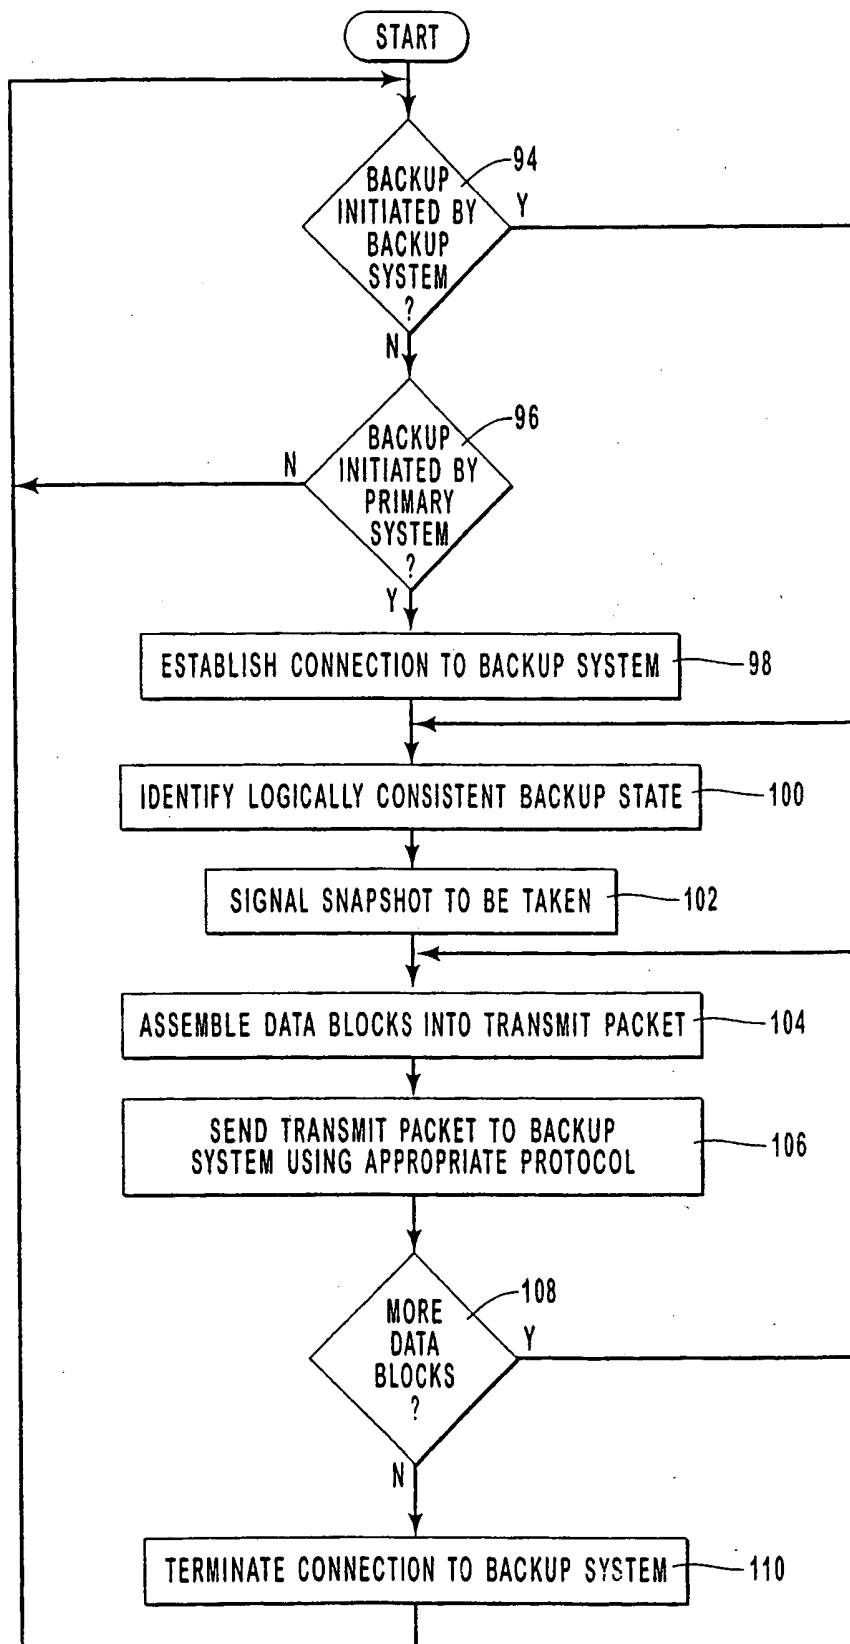 START
94
BACKUP
INITIATED BY
BACKUP
SYSTEM
?
Y
N
96
BACKUP
INITIATED BY
PRIMARY
SYSTEM
?
N
Y
ESTABLISH CONNECTION TO BACKUP SYSTEM
98
IDENTIFY LOGICALLY CONSISTENT BACKUP STATE
100
SIGNAL SNAPSHOT TO BE TAKEN
102
ASSEMBLE DATA BLOCKS INTO TRANSMIT PACKET
104
SEND TRANSMIT PACKET TO BACKUP
SYSTEM USING APPROPRIATE PROTOCOL
106
108
MORE
DATA
BLOCKS
?
Y
N
TERMINATE CONNECTION TO BACKUP SYSTEM
110